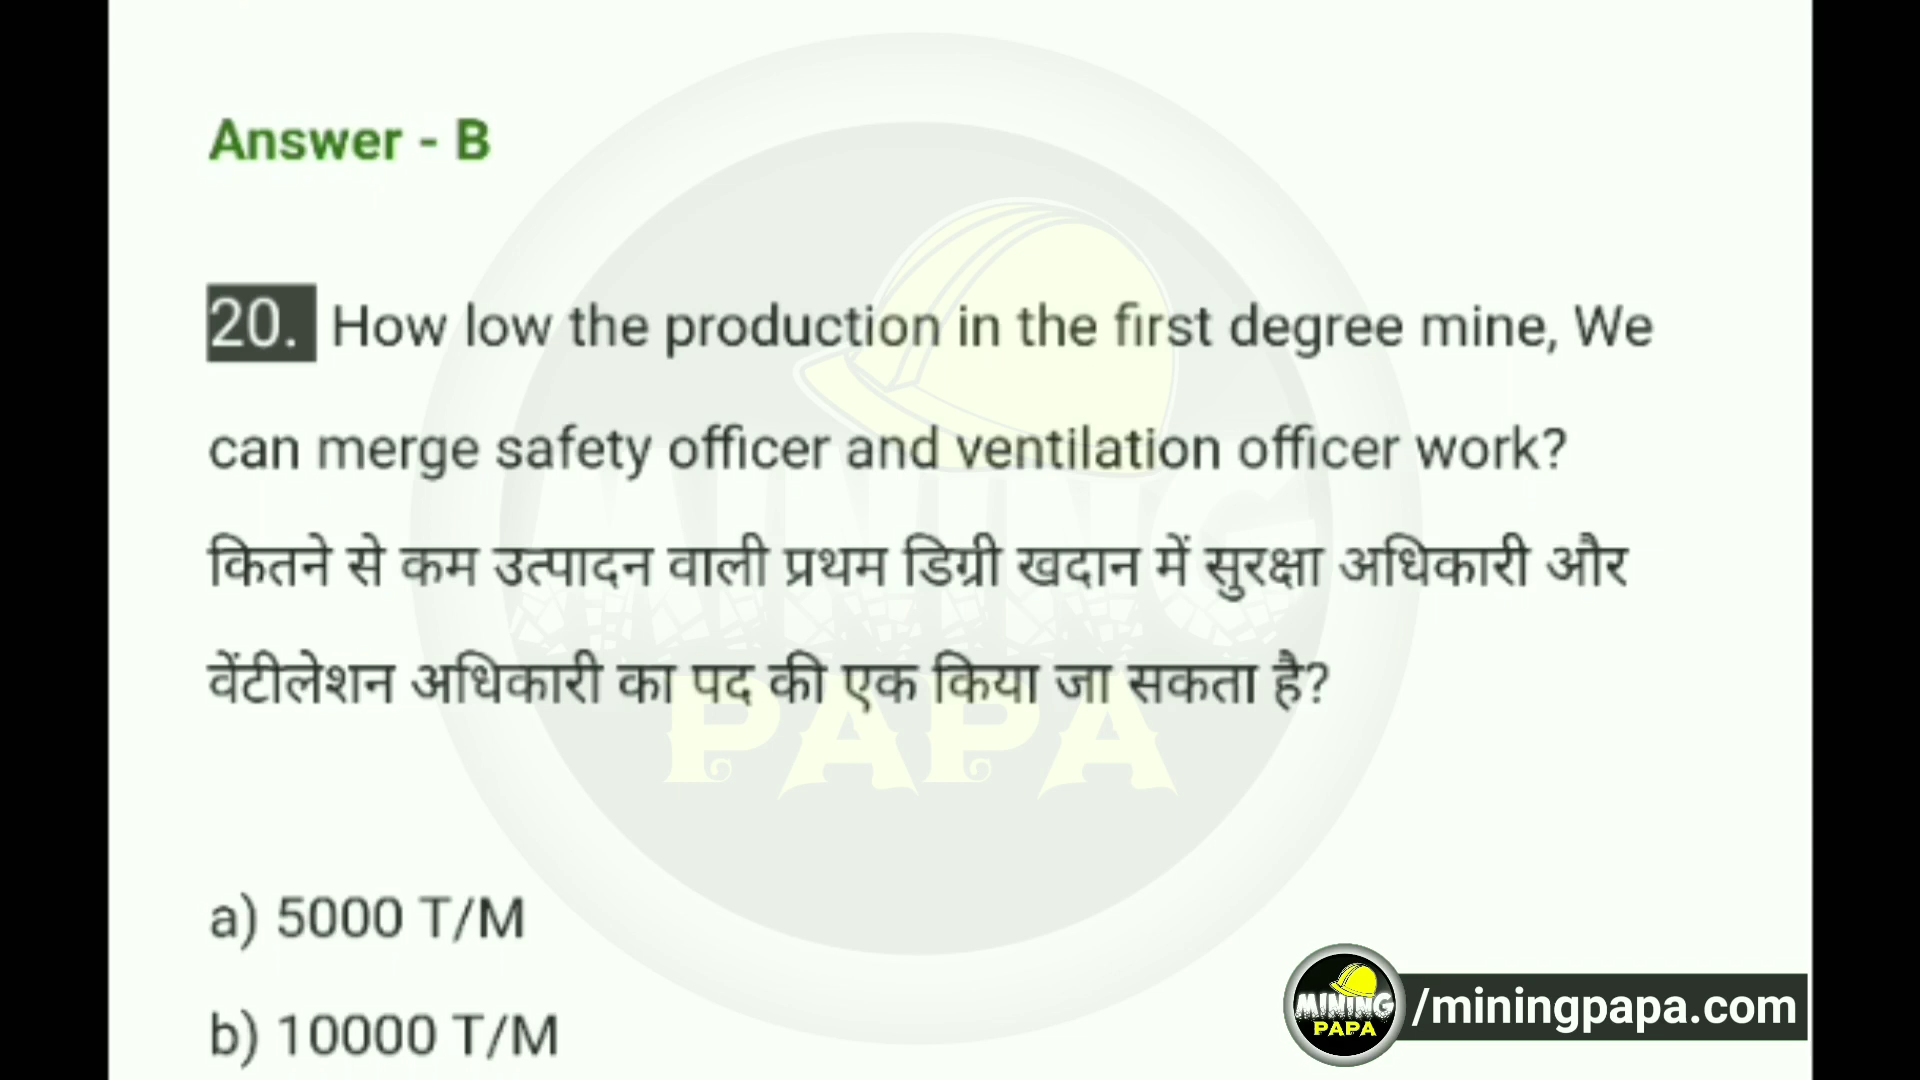 Answer - B
20. How low the production in the first degree mine, We
can merge safety officer and ventilation officer work?
कितने से कम उत्पादन वाली प्रथम डिग्री खदान में सुरक्षा अधिकारी और
वेंटीलेशन अधिकारी का पद की एक किया जा सकता है?
MINING
PAPA
a) 5000 T/M
b) 10000 T/M
MINING
PAPA
/miningpapa.com